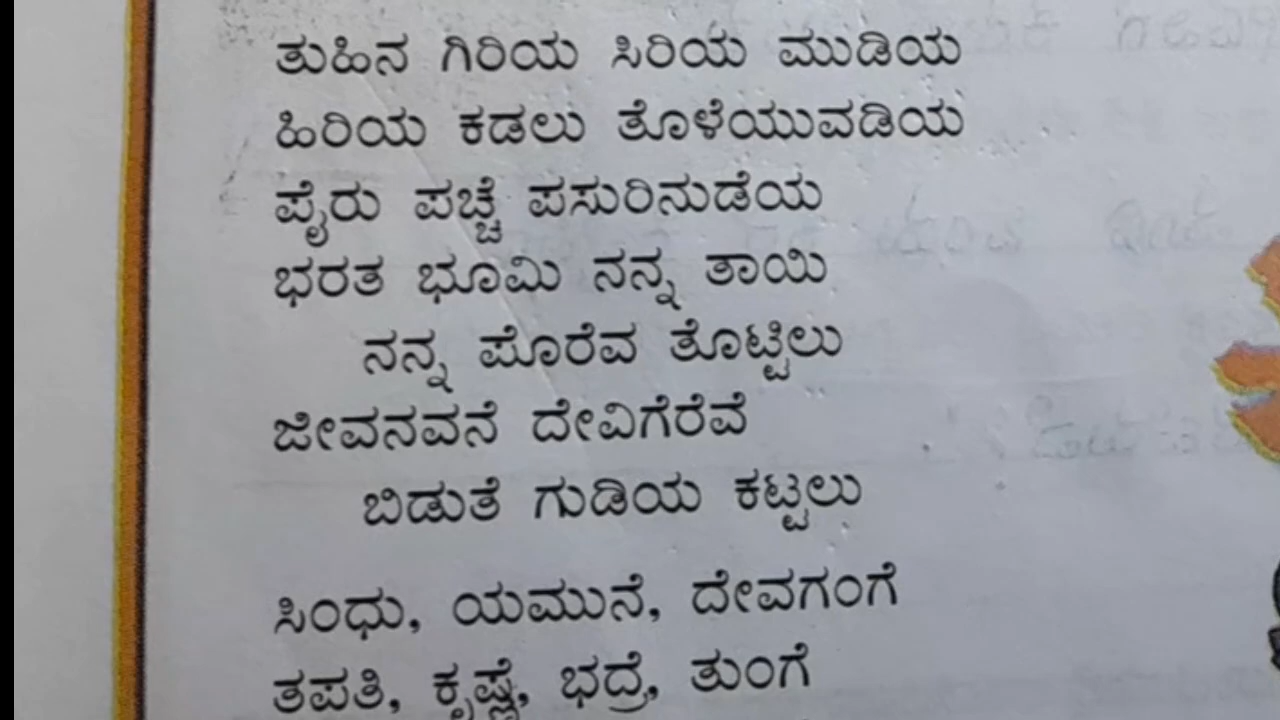 ತುಹಿನ ಗಿರಿಯ ಸಿರಿಯ ಮುಡಿಯ
ಹಿರಿಯ ಕಡಲು ತೊಳೆಯುವಡಿಯ
ಪೈರು ಪಚ್ಚೆ ಪಸುರಿನುಡೆಯ
ಭರತ ಭೂಮಿ ನನ್ನ ತಾಯಿ
ನನ್ನ ಪೊರೆವ ತೊಟ್ಟಿಲು
ಜೀವನವನೆ ದೇವಿಗೆರೆವೆ
ಬಿಡುತೆ ಗುಡಿಯ ಕಟ್ಟಲು
ಸಿಂಧು, ಯಮುನೆ, ದೇವಗಂಗೆ
ತಪತಿ, ಕೃಷ್ಣೆ, ಭದ್ರೆ, ತುಂಗೆ